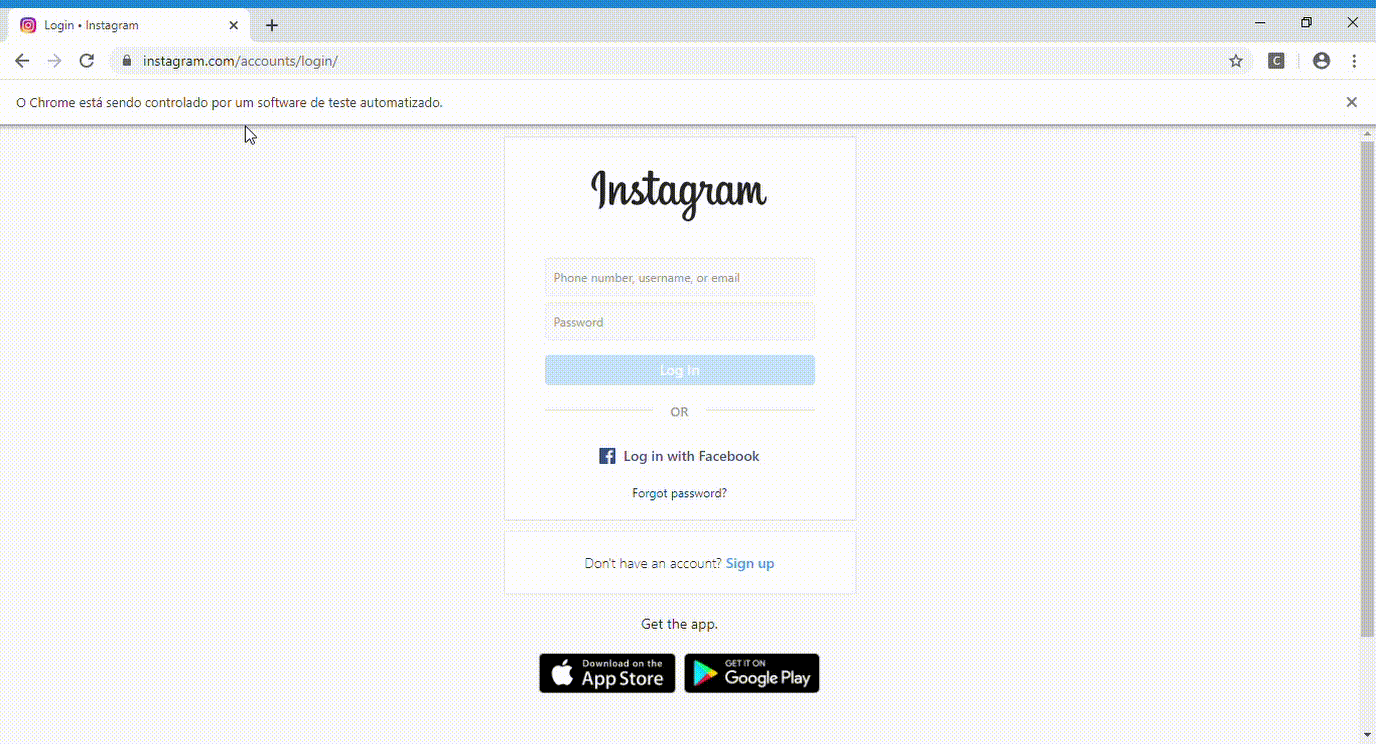 Login • Instagram
instagram.com/accounts/login/
C
O Chrome está sendo controlado por um software de teste automatizado.
Instagram
Phone number, username, or email
Password
Log In
OR
Log in with Facebook
Forgot password?
Don't have an account? Sign up
Get the app.
Download on the
App Store
GET IT ON
Google Play